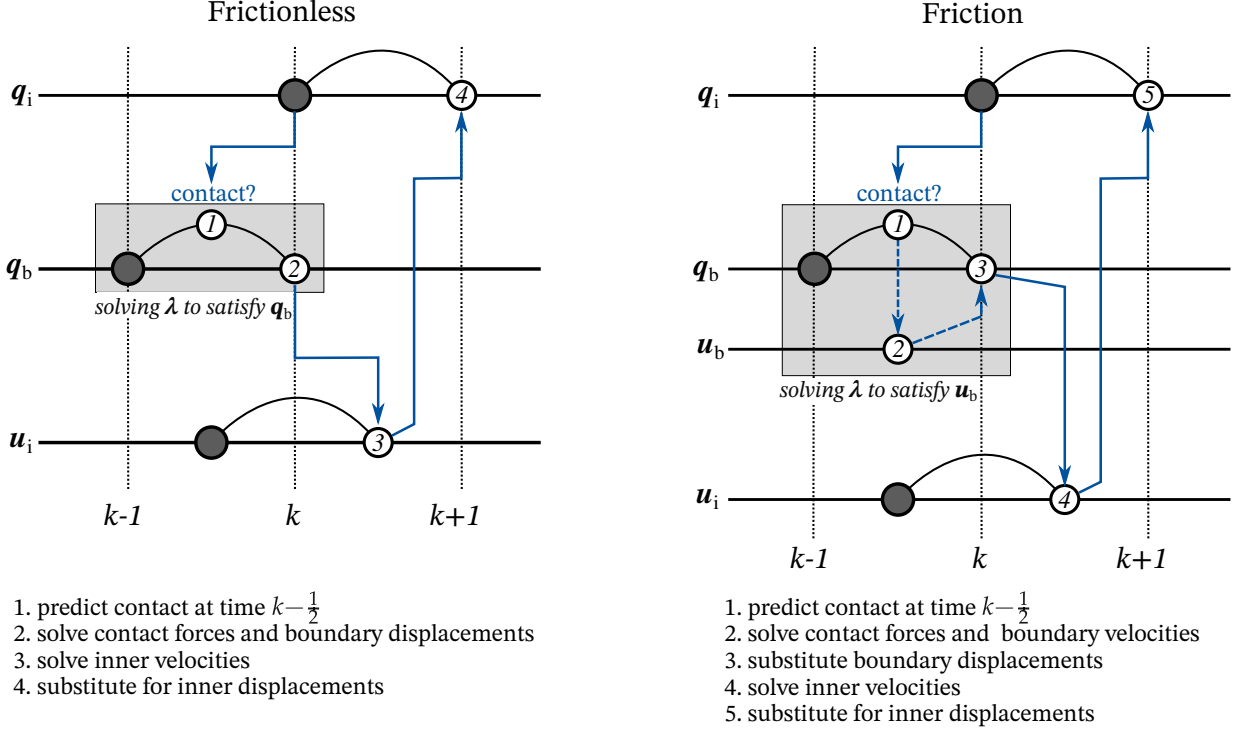 Frictionless
q_i
4
contact?
1
q_b
2
solving λ to satisfy q_b
u_i
3
k-1 k k+1
1. predict contact at time k−1/2
2. solve contact forces and boundary displacements
3. solve inner velocities
4. substitute for inner displacements
Friction
q_i
5
contact?
1
q_b
3
u_b
2
solving λ to satisfy u_b
u_i
4
k-1 k k+1
1. predict contact at time k−1/2
2. solve contact forces and boundary velocities
3. substitute boundary displacements
4. solve inner velocities
5. substitute for inner displacements